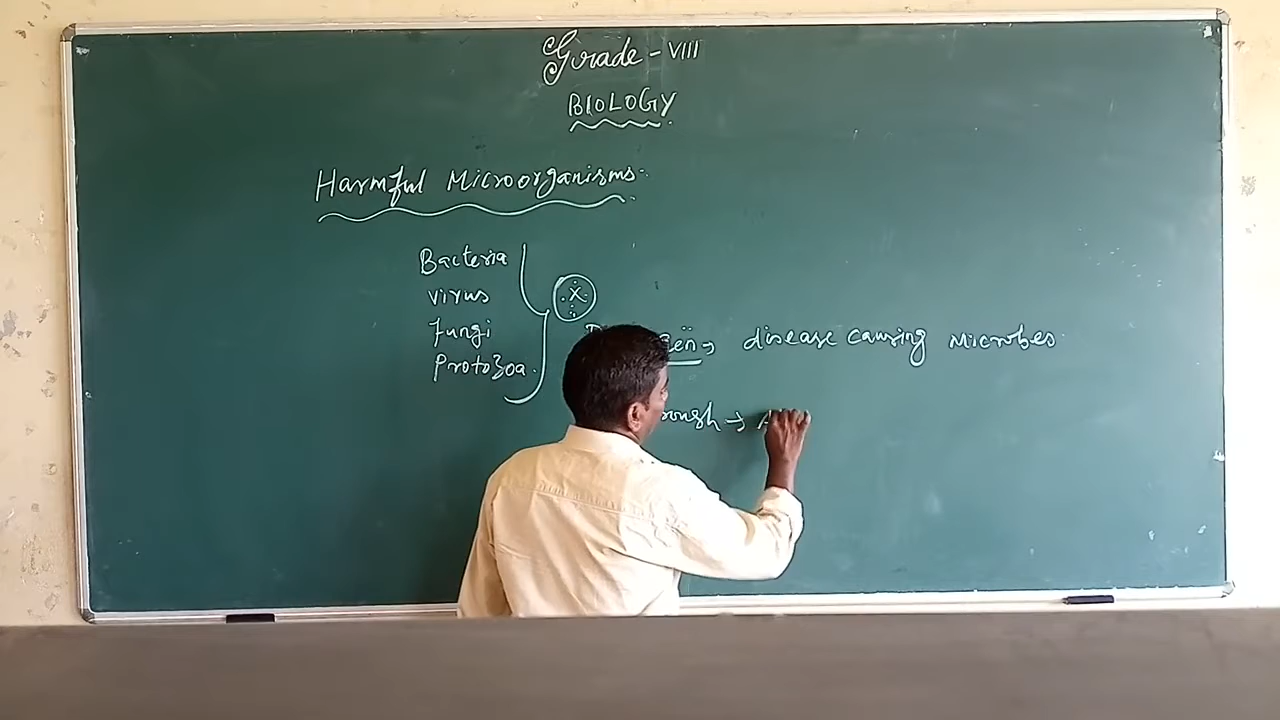 Grade - VIII
BIOLOGY
Harmful Microorganisms.
Bacteria
Virus
Fungi
Protozoa.
x
disease causing Microbes.